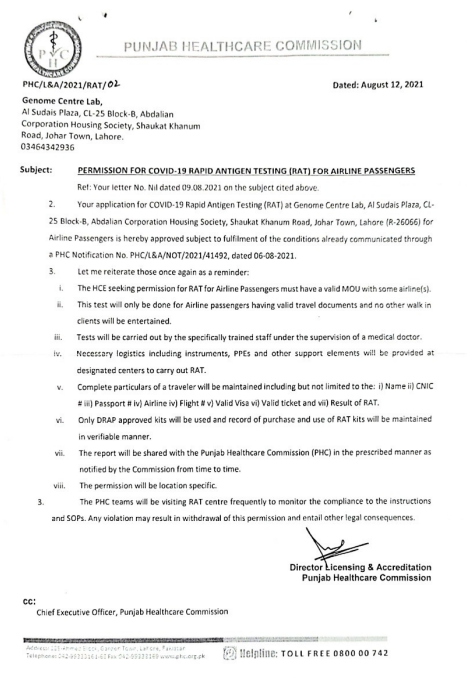 PHC
PUNJAB HEALTHCARE COMMISSION
PHC/L&A/2021/RAT/02
Dated: August 12, 2021
Genome Centre Lab,
Al Sudais Plaza, CL-25 Block-B, Abdalian
Corporation Housing Society, Shaukat Khanum
Road, Johar Town, Lahore.
03464342936
Subject: PERMISSION FOR COVID-19 RAPID ANTIGEN TESTING (RAT) FOR AIRLINE PASSENGERS
Ref: Your letter No. Nil dated 09.08.2021 on the subject cited above.
2. Your application for COVID-19 Rapid Antigen Testing (RAT) at Genome Centre Lab, Al Sudais Plaza, CL-
25 Block-B, Abdalian Corporation Housing Society, Shaukat Khanum Road, Johar Town, Lahore (R-26066) for
Airline Passengers is hereby approved subject to fulfilment of the conditions already communicated through
a PHC Notification No. PHC/L&A/NOT/2021/41492, dated 06-08-2021.
3. Let me reiterate those once again as a reminder:
i. The HCE seeking permission for RAT for Airline Passengers must have a valid MOU with some airline(s).
ii. This test will only be done for Airline passengers having valid travel documents and no other walk in
clients will be entertained.
iii. Tests will be carried out by the specifically trained staff under the supervision of a medical doctor.
iv. Necessary logistics including instruments, PPEs and other support elements will be provided at
designated centers to carry out RAT.
v. Complete particulars of a traveler will be maintained including but not limited to: i) Name ii) CNIC
# iii) Passport # iv) Airline iv) Flight # v) Valid Visa vi) Valid ticket and vii) Result of RAT.
vi. Only DRAP approved kits will be used and record of purchase and use of RAT kits will be maintained
in verifiable manner.
vii. The report will be shared with the Punjab Healthcare Commission (PHC) in the prescribed manner as
notified by the Commission from time to time.
viii. The permission will be location specific.
3. The PHC teams will be visiting RAT centre frequently to monitor the compliance to the instructions
and SOPs. Any violation may result in withdrawal of this permission and entail other legal consequences.
Director Licensing & Accreditation
Punjab Healthcare Commission
CC:
Chief Executive Officer, Punjab Healthcare Commission
Town, Lahore, Pakistan
www.phc.org.pk
Helpline: TOLL FREE 0800 00 742